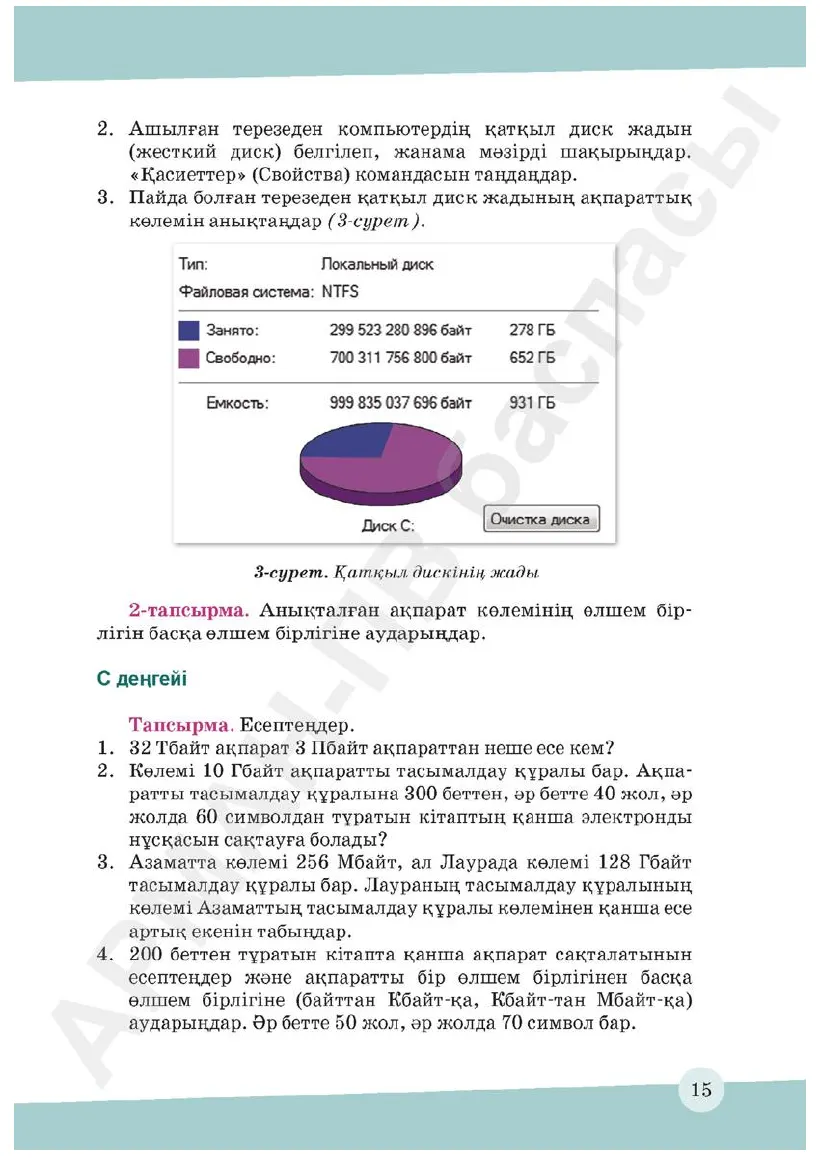 2. Ашылған терезеден компьютердің қатқыл диск жадын
(жесткий диск) белгілеп, жанама мәзірді шақырыңдар.
«Қасиеттер» (Свойства) командасын таңдаңдар.
3. Пайда болған терезеден қатқыл диск жадының ақпараттық
көлемін анықтаңдар (3-сурет).
Тип: Локальный диск
Файловая система: NTFS
Занято: 299 523 280 896 байт 278 ГБ
Свободно: 700 311 756 800 байт 652 ГБ
Емкость: 999 835 037 696 байт 931 ГБ
Диск C: Очистка диска
3-сурет. Қатқыл дискінің жады
2-тапсырма. Анықталған ақпарат көлемінің өлшем бір-
лігін басқа өлшем бірлігіне аударыңдар.
С деңгейі
Тапсырма. Есептеңдер.
1. 32 Тбайт ақпарат 3 Пбайт ақпараттан неше есе кем?
2. Көлемі 10 Гбайт ақпаратты тасымалдау құралы бар. Ақпа-
ратты тасымалдау құралына 300 беттен, әр бетте 40 жол, әр
жолда 60 символдан тұратын кітаптың қанша электронды
нұсқасын сақтауға болады?
3. Азаматта көлемі 256 Мбайт, ал Лаурада көлемі 128 Гбайт
тасымалдау құралы бар. Лаураның тасымалдау құралының
көлемі Азаматтың тасымалдау құралы көлемінен қанша есе
артық екенін табыңдар.
4. 200 беттен тұратын кітапта қанша ақпарат сақталатынын
есептеңдер және ақпаратты бір өлшем бірлігінен басқа
өлшем бірлігіне (байттан Кбайт-қа, Кбайт-тан Мбайт-қа)
аударыңдар. Әр бетте 50 жол, әр жолда 70 символ бар.
15
АРМАН-ПВ баспасы